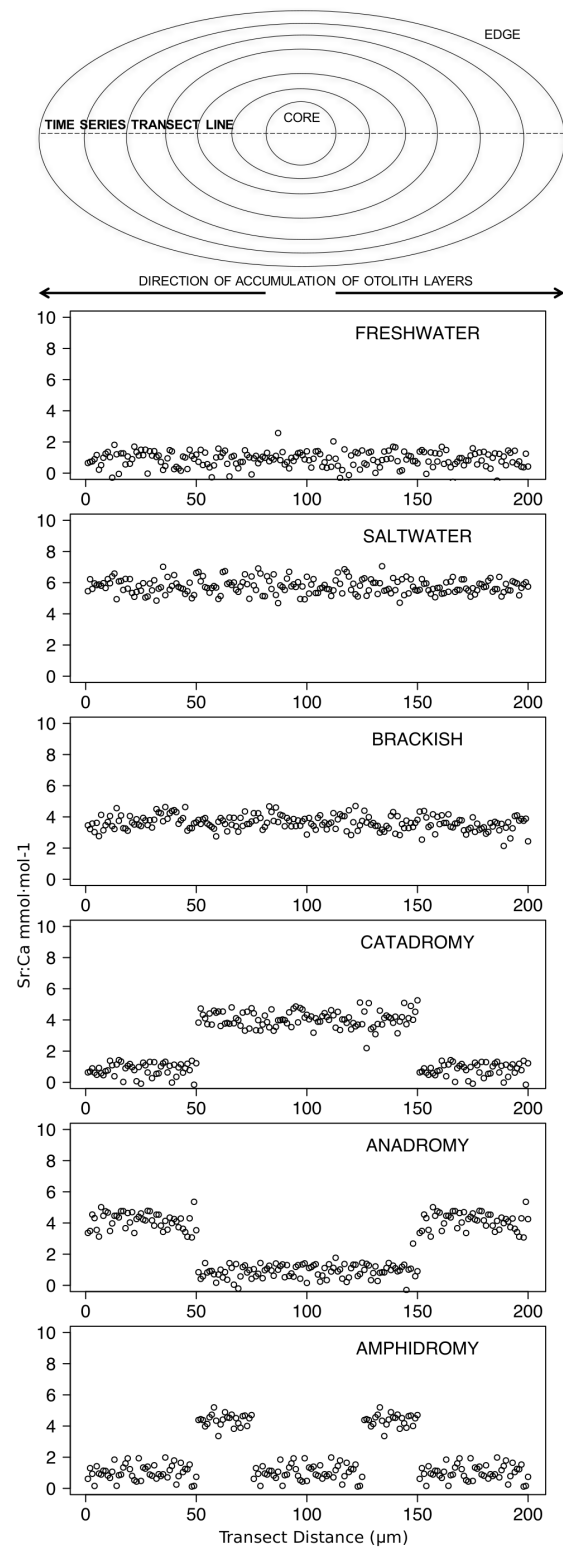 EDGE
CORE
TIME SERIES TRANSECT LINE
DIRECTION OF ACCUMULATION OF OTOLITH LAYERS
FRESHWATER
10
8
6
4
2
0
0 50 100 150 200
SALTWATER
10
8
6
4
2
0
0 50 100 150 200
BRACKISH
10
8
6
4
2
0
0 50 100 150 200
Sr:Ca mmol·mol-1
CATADROMY
10
8
6
4
2
0
0 50 100 150 200
ANADROMY
10
8
6
4
2
0
0 50 100 150 200
AMPHIDROMY
10
8
6
4
2
0
0 50 100 150 200
Transect Distance (µm)